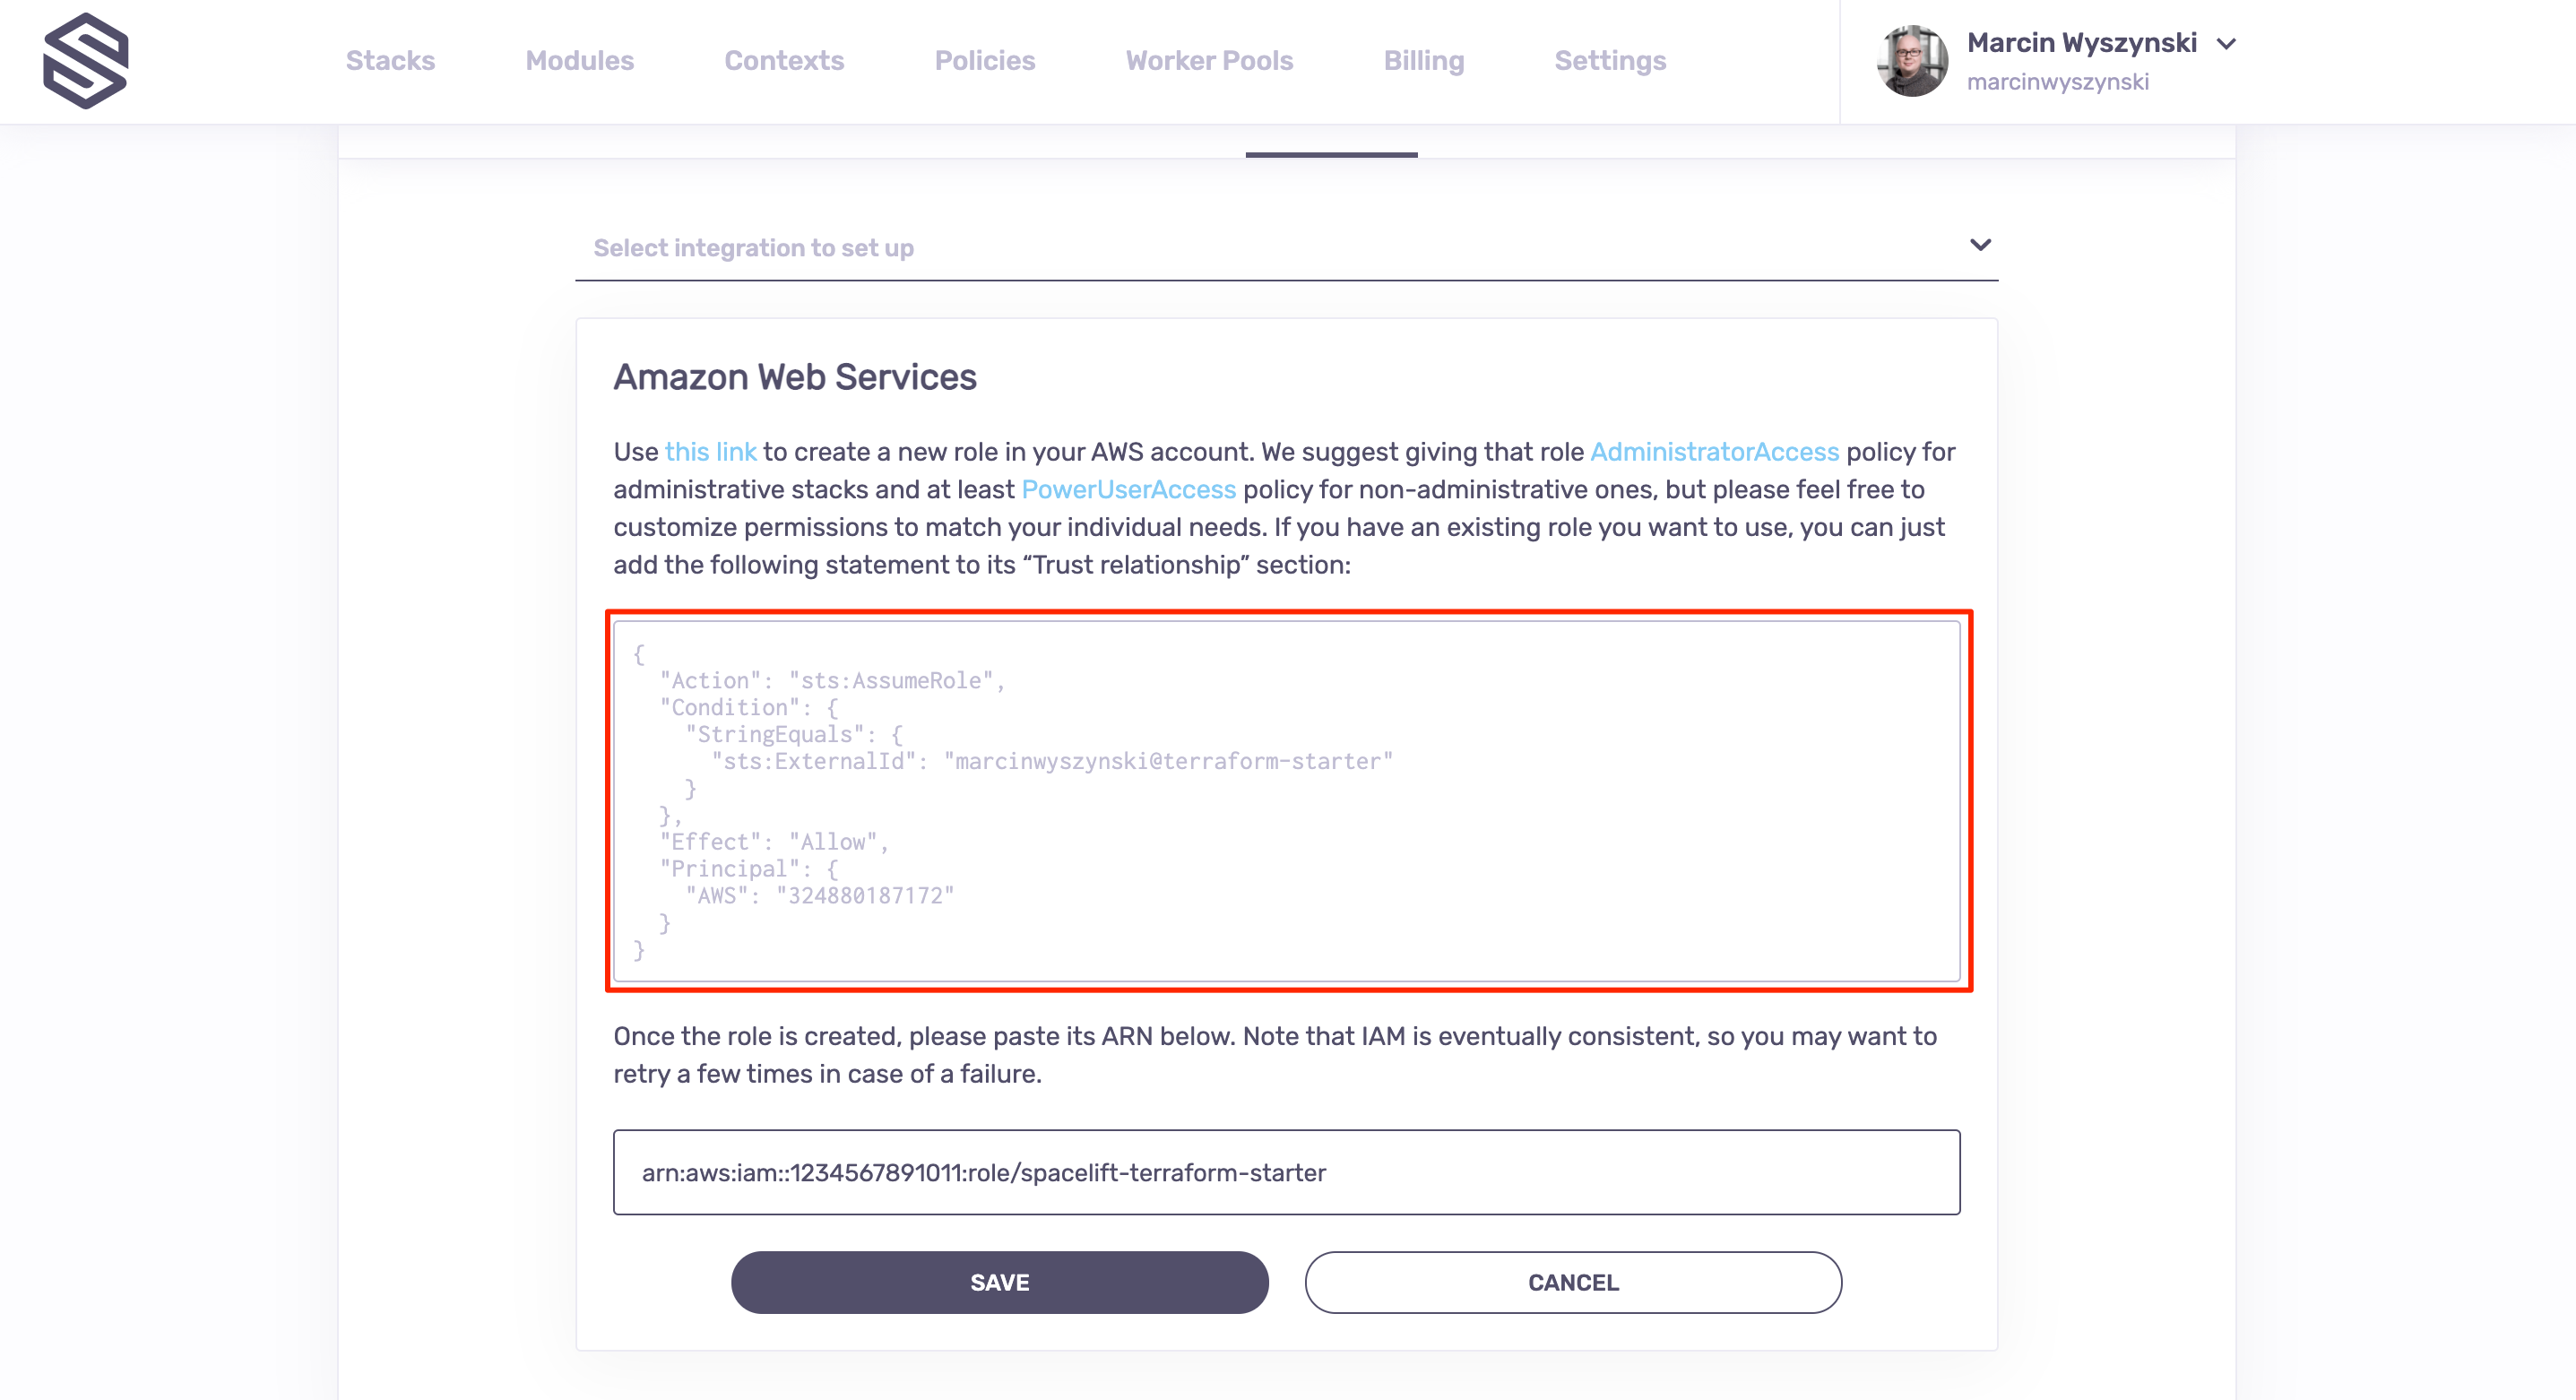 Stacks Modules Contexts Policies Worker Pools Billing Settings
Marcin Wyszynski
marcinwyszynski
Select integration to set up
Amazon Web Services
Use this link to create a new role in your AWS account. We suggest giving that role AdministratorAccess policy for
administrative stacks and at least PowerUserAccess policy for non-administrative ones, but please feel free to
customize permissions to match your individual needs. If you have an existing role you want to use, you can just
add the following statement to its “Trust relationship” section:
{
  "Action": "sts:AssumeRole",
  "Condition": {
    "StringEquals": {
      "sts:ExternalId": "marcinwyszynski@terraform-starter"
    }
  },
  "Effect": "Allow",
  "Principal": {
    "AWS": "324880187172"
  }
}
Once the role is created, please paste its ARN below. Note that IAM is eventually consistent, so you may want to
retry a few times in case of a failure.
arn:aws:iam::1234567891011:role/spacelift-terraform-starter
SAVE CANCEL